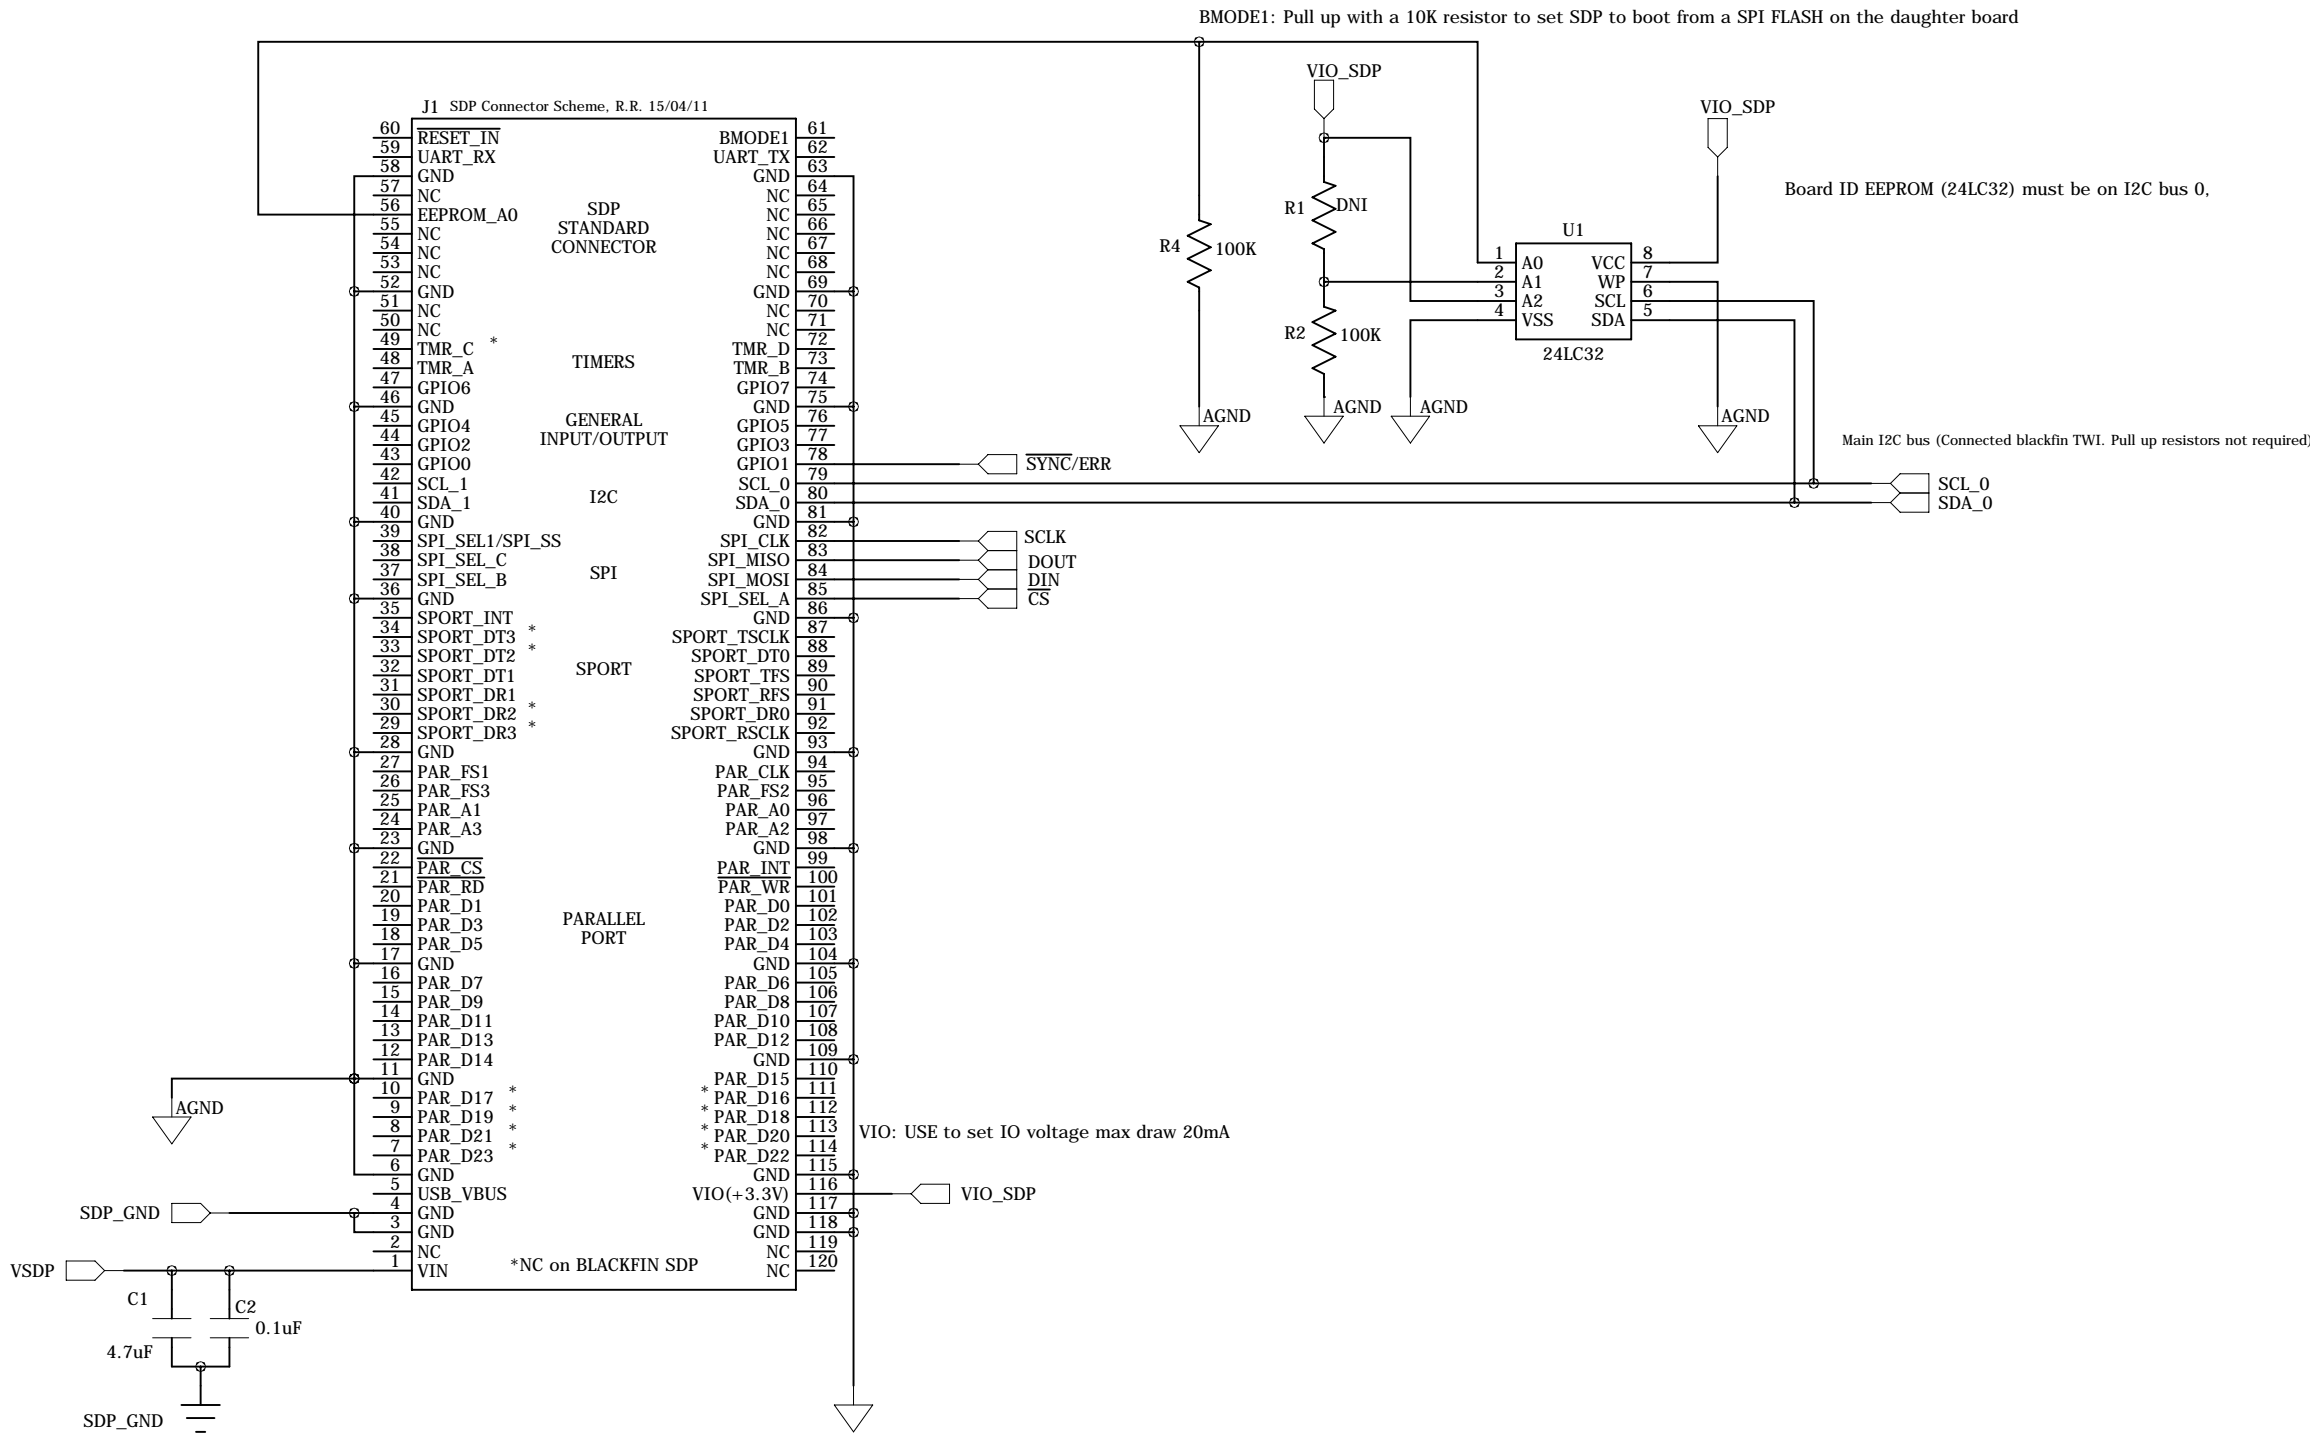 BMODE1: Pull up with a 10K resistor to set SDP to boot from a SPI FLASH on the daughter board
J1 SDP Connector Scheme, R.R. 15/04/11
60 RESET_IN BMODE1 61
59 UART_RX UART_TX 62
58 GND GND 63
57 NC NC 64
56 EEPROM_A0 NC 65
55 NC NC 66
54 NC NC 67
53 NC NC 68
52 GND GND 69
51 NC NC 70
50 NC NC 71
49 TMR_C * TMR_D 72
48 TMR_A TMR_B 73
47 GPIO6 GPIO7 74
46 GND GND 75
45 GPIO4 GPIO5 76
44 GPIO2 GPIO3 77
43 GPIO0 GPIO1 78
42 SCL_1 SCL_0 79
41 SDA_1 SDA_0 80
40 GND GND 81
39 SPI_SEL1/SPI_SS SPI_CLK 82
38 SPI_SEL_C SPI_MISO 83
37 SPI_SEL_B SPI_MOSI 84
36 GND SPI_SEL_A 85
35 SPORT_INT GND 86
34 SPORT_DT3 * SPORT_TSCLK 87
33 SPORT_DT2 * SPORT_DT0 88
32 SPORT_DT1 SPORT_TFS 89
31 SPORT_DR1 SPORT_RFS 90
30 SPORT_DR2 * SPORT_DR0 91
29 SPORT_DR3 * SPORT_RSCLK 92
28 GND GND 93
27 PAR_FS1 PAR_CLK 94
26 PAR_FS3 PAR_FS2 95
25 PAR_A1 PAR_A0 96
24 PAR_A3 PAR_A2 97
23 GND GND 98
22 PAR_CS PAR_INT 99
21 PAR_RD PAR_WR 100
20 PAR_D1 PAR_D0 101
19 PAR_D3 PAR_D2 102
18 PAR_D5 PAR_D4 103
17 GND GND 104
16 PAR_D7 PAR_D6 105
15 PAR_D9 PAR_D8 106
14 PAR_D11 PAR_D10 107
13 PAR_D13 PAR_D12 108
12 PAR_D14 GND 109
11 GND PAR_D15 110
10 PAR_D17 * * PAR_D16 111
9 PAR_D19 * * PAR_D18 112
8 PAR_D21 * * PAR_D20 113
7 PAR_D23 * * PAR_D22 114
6 GND GND 115
5 USB_VBUS VIO(+3.3V) 116
4 GND GND 117
3 GND GND 118
2 NC NC 119
1 VIN NC 120
SDP
STANDARD
CONNECTOR
TIMERS
GENERAL
INPUT/OUTPUT
I2C
SPI
SPORT
PARALLEL
PORT
*NC on BLACKFIN SDP
SYNC/ERR
SCLK
DOUT
DIN
CS
VIO: USE to set IO voltage max draw 20mA
VIO_SDP
AGND
SDP_GND
VSDP
C1
4.7uF
C2
0.1uF
SDP_GND
VIO_SDP
R4 100K
AGND
R1 DNI
R2 100K
AGND
AGND
VIO_SDP
Board ID EEPROM (24LC32) must be on I2C bus 0,
U1
1 A0 VCC 8
2 A1 WP 7
3 A2 SCL 6
4 VSS SDA 5
24LC32
AGND
Main I2C bus (Connected blackfin TWI. Pull up resistors not required)
SCL_0
SDA_0